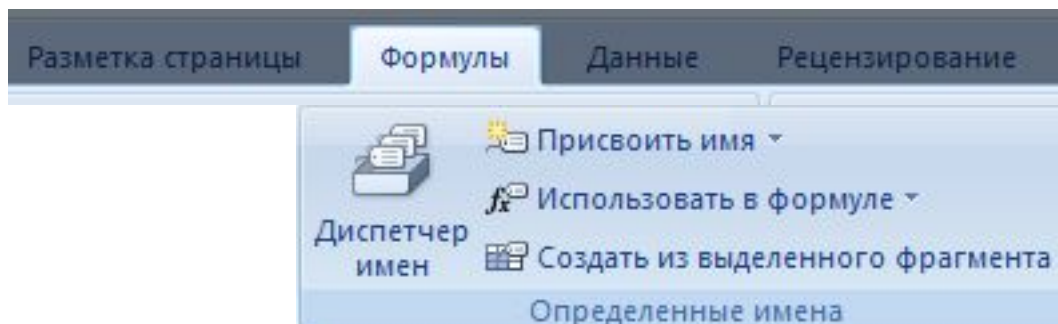 Разметка страницы Формулы Данные Рецензирование
Присвоить имя
Использовать в формуле
Диспетчер имен
Создать из выделенного фрагмента
Определенные имена